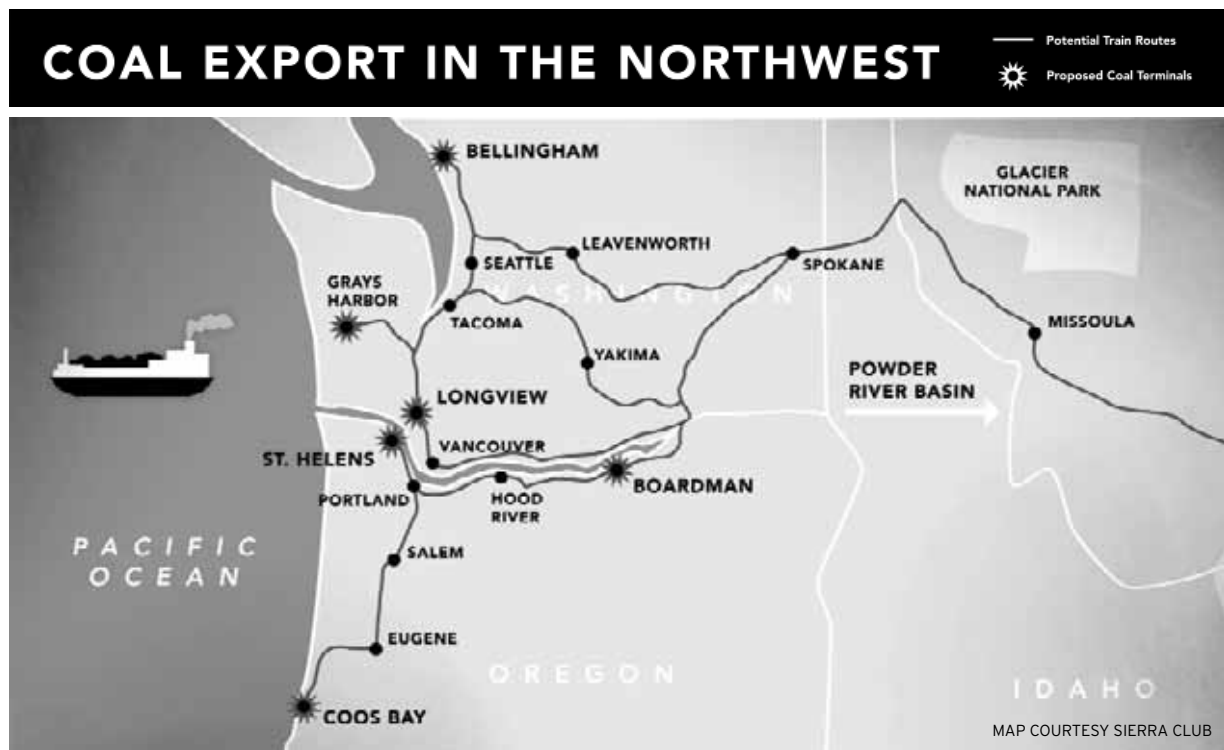 COAL EXPORT IN THE NORTHWEST
Potential Train Routes
Proposed Coal Terminals
BELLINGHAM
GLACIER
NATIONAL PARK
LEAVENWORTH
SEATTLE
SPOKANE
GRAYS
HARBOR
WASHINGTON
TACOMA
MISSOULA
YAKIMA
POWDER
RIVER BASIN
LONGVIEW
VANCOUVER
ST. HELENS
BOARDMAN
PORTLAND
HOOD
RIVER
PACIFIC
OCEAN
SALEM
EUGENE
OREGON
IDAHO
COOS BAY
MAP COURTESY SIERRA CLUB